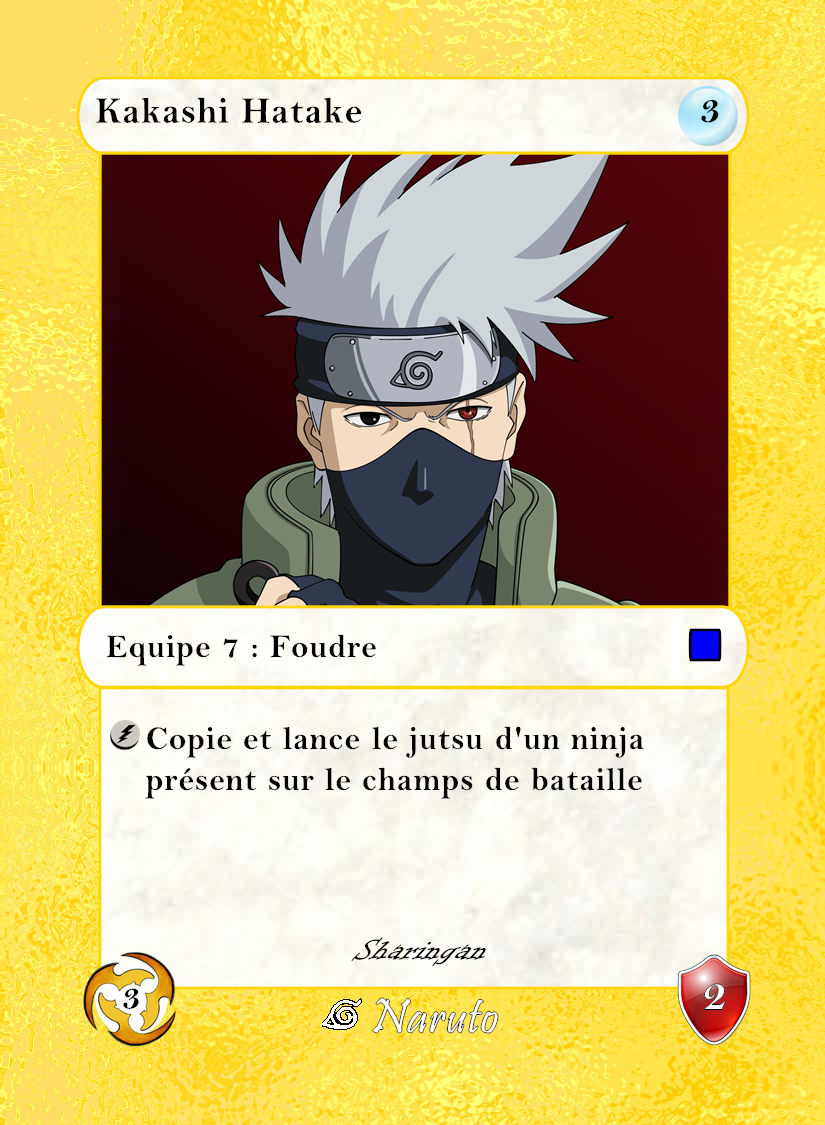 Kakashi Hatake
3
Equipe 7 : Foudre
Copie et lance le jutsu d'un ninja
présent sur le champs de bataille
Sharingan
3
Naruto
2